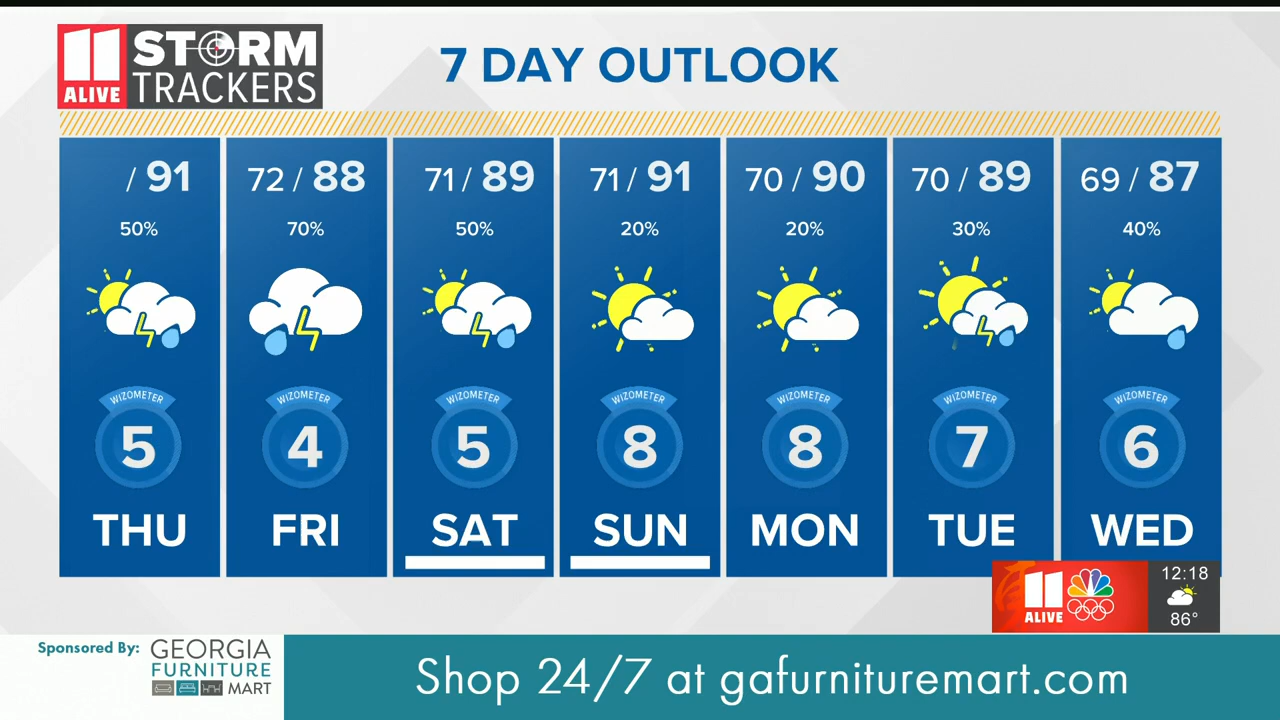 11 ALIVE
STORM
TRACKERS
7 DAY OUTLOOK
/ 91
72 / 88
71 / 89
71 / 91
70 / 90
70 / 89
69 / 87
50%
70%
50%
20%
20%
30%
40%
WIZOMETER
WIZOMETER
WIZOMETER
WIZOMETER
WIZOMETER
WIZOMETER
WIZOMETER
5
4
5
8
8
7
6
THU
FRI
SAT
SUN
MON
TUE
WED
11
ALIVE
12:18
86°
Sponsored By:
GEORGIA
FURNITURE
MART
Shop 24/7 at gafurnituremart.com